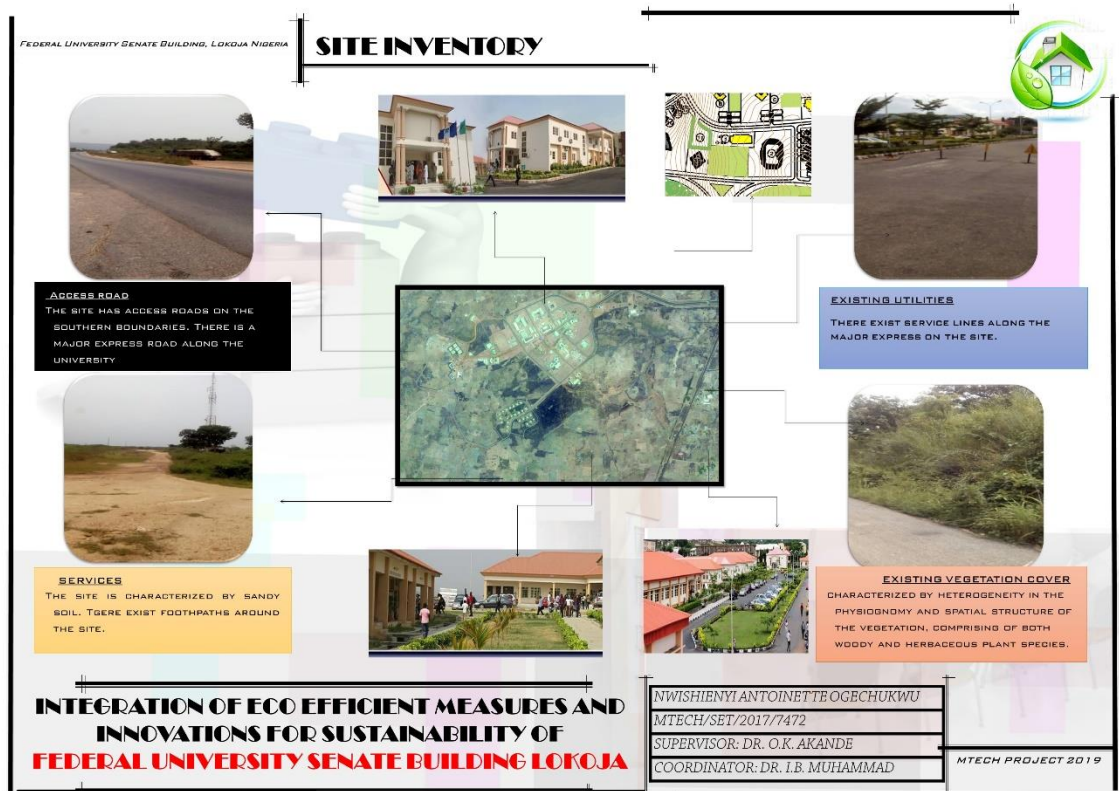 FEDERAL UNIVERSITY SENATE BUILDING, LOKOJA NIGERIA
SITE INVENTORY
ACCESS ROAD
THE SITE HAS ACCESS ROADS ON THE
SOUTHERN BOUNDARIES. THERE IS A
MAJOR EXPRESS ROAD ALONG THE
UNIVERSITY
EXISTING UTILITIES
THERE EXIST SERVICE LINES ALONG THE
MAJOR EXPRESS ON THE SITE.
SERVICES
THE SITE IS CHARACTERIZED BY SANDY
SOIL. TGERE EXIST FOOTHPATHS AROUND
THE SITE.
EXISTING VEGETATION COVER
CHARACTERIZED BY HETEROGENEITY IN THE
PHYSIOGNOMY AND SPATIAL STRUCTURE OF
THE VEGETATION, COMPRISING OF BOTH
WOODY AND HERBACEOUS PLANT SPECIES.
INTEGRATION OF ECO EFFICIENT MEASURES AND
INNOVATIONS FOR SUSTAINABILITY OF
FEDERAL UNIVERSITY SENATE BUILDING LOKOJA
NWISHIENYI ANTOINETTE OGECHUKWU
MTECH/SET/2017/7472
SUPERVISOR: DR. O.K. AKANDE
COORDINATOR: DR. I.B. MUHAMMAD
MTECH PROJECT 2019